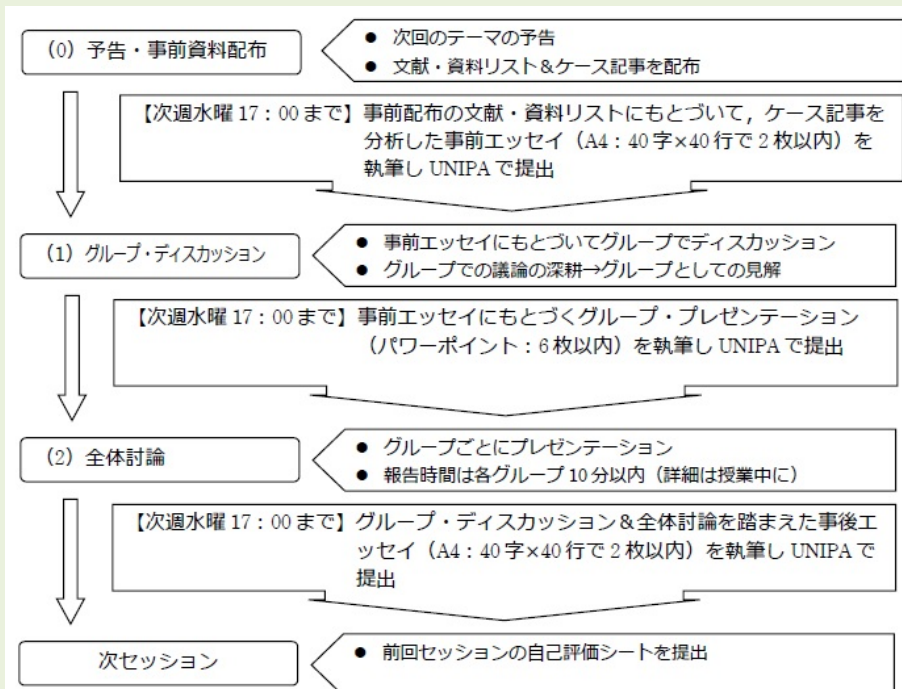 (0) 予告・事前資料配布
● 次回のテーマの予告
● 文献・資料リスト＆ケース記事を配布
【次週水曜 17：00 まで】事前配布の文献・資料リストにもとづいて，ケース記事を
分析した事前エッセイ（A4：40 字×40 行で 2 枚以内）を
執筆し UNIPA で提出
(1) グループ・ディスカッション
● 事前エッセイにもとづいてグループでディスカッション
● グループでの議論の深耕→グループとしての見解
【次週水曜 17：00 まで】事前エッセイにもとづくグループ・プレゼンテーション
（パワーポイント：6 枚以内）を執筆し UNIPA で提出
(2) 全体討論
● グループごとにプレゼンテーション
● 報告時間は各グループ 10 分以内（詳細は授業中に）
【次週水曜 17：00 まで】グループ・ディスカッション＆全体討論を踏まえた事後エ
ッセイ（A4：40 字×40 行で 2 枚以内）を執筆し UNIPA で
提出
次セッション
● 前回セッションの自己評価シートを提出